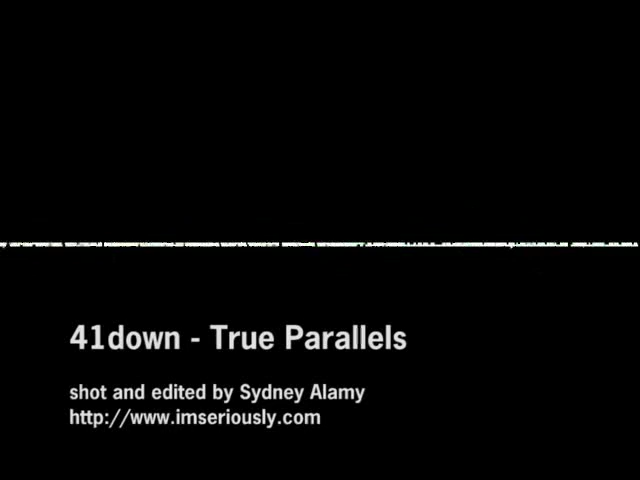 41down - True Parallels
shot and edited by Sydney Alamy
http://www.imseriously.com